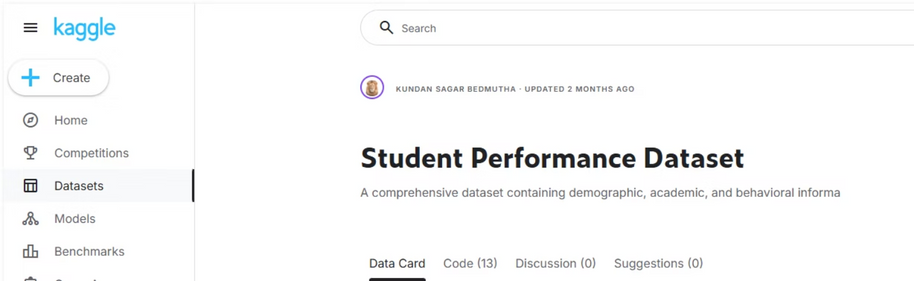 kaggle
Search
Create
KUNDAN SAGAR BEDMUTHA · UPDATED 2 MONTHS AGO
Home
Competitions
Student Performance Dataset
Datasets
A comprehensive dataset containing demographic, academic, and behavioral informa
Models
Benchmarks
Data Card Code (13) Discussion (0) Suggestions (0)